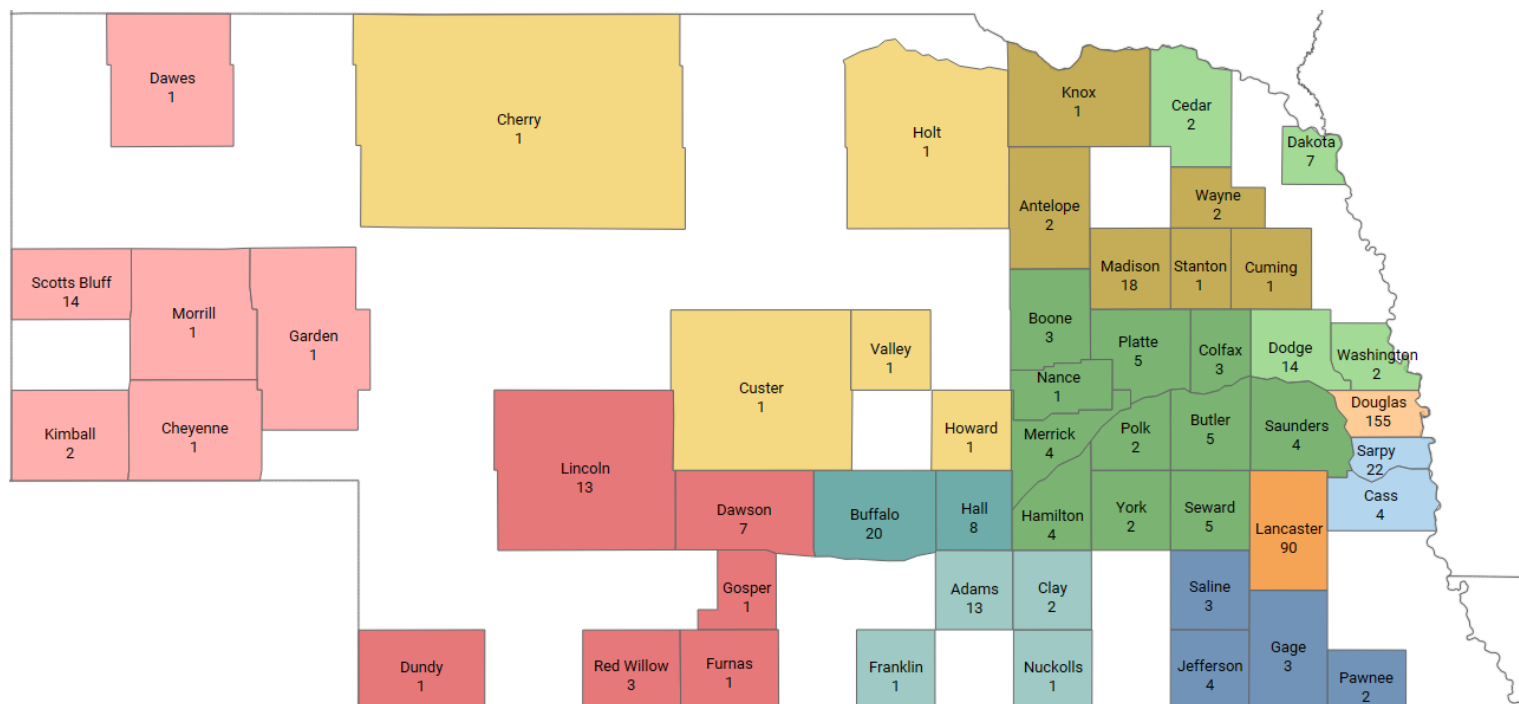 Dawes
1
Cherry
1
Holt
1
Knox
1
Cedar
2
Dakota
7
Antelope
2
Wayne
2
Madison
18
Stanton
1
Cuming
1
Scotts Bluff
14
Morrill
1
Garden
1
Kimball
2
Cheyenne
1
Boone
3
Platte
5
Colfax
3
Dodge
14
Washington
2
Valley
1
Custer
1
Nance
1
Howard
1
Merrick
4
Polk
2
Butler
5
Saunders
4
Douglas
155
Sarpy
22
Cass
4
Lincoln
13
Dawson
7
Buffalo
20
Hall
8
Hamilton
4
York
2
Seward
5
Lancaster
90
Gosper
1
Adams
13
Clay
2
Saline
3
Dundy
1
Red Willow
3
Furnas
1
Franklin
1
Nuckolls
1
Jefferson
4
Gage
3
Pawnee
2